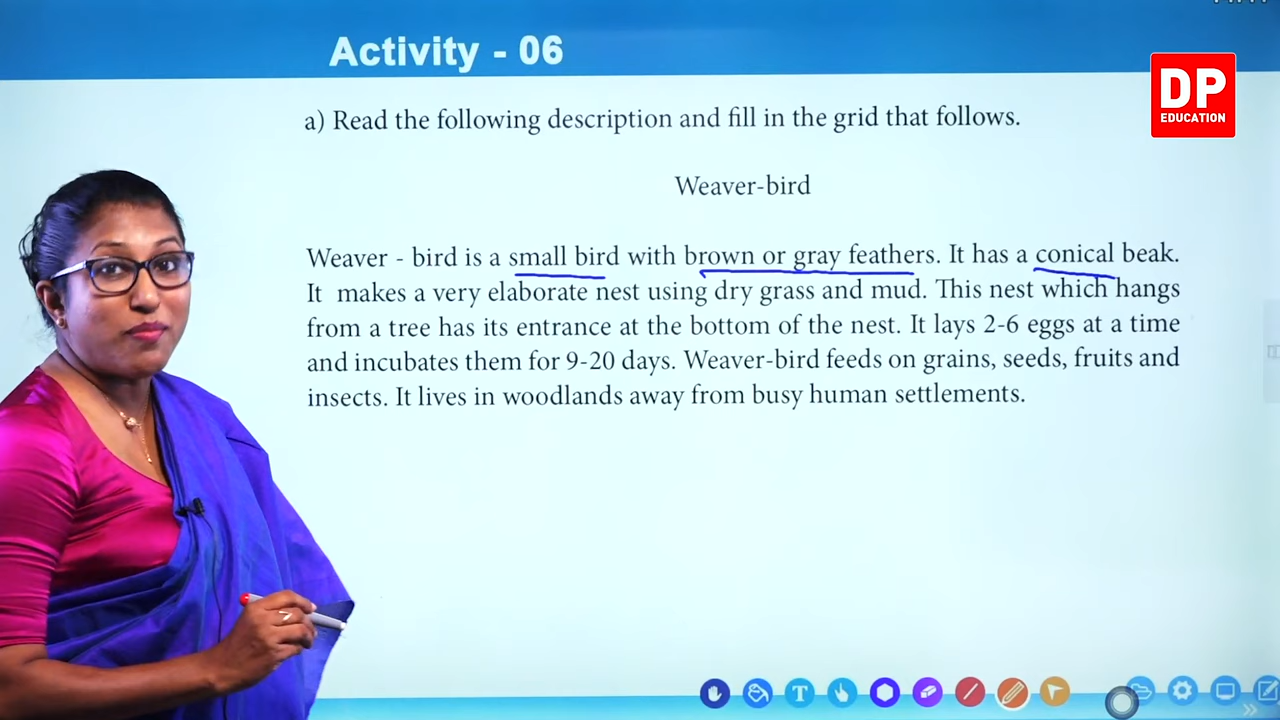 Activity - 06
DP
EDUCATION
a) Read the following description and fill in the grid that follows.
Weaver-bird
Weaver - bird is a small bird with brown or gray feathers. It has a conical beak.
It makes a very elaborate nest using dry grass and mud. This nest which hangs
from a tree has its entrance at the bottom of the nest. It lays 2-6 eggs at a time
and incubates them for 9-20 days. Weaver-bird feeds on grains, seeds, fruits and
insects. It lives in woodlands away from busy human settlements.